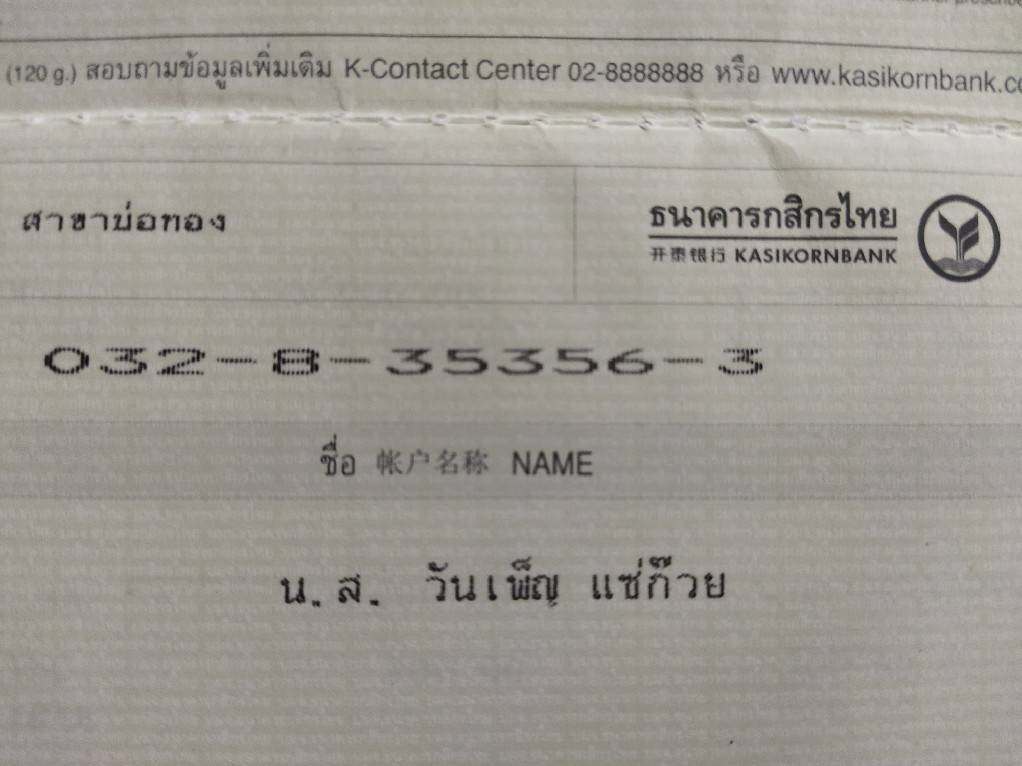 (120 g.) สอบถามข้อมูลเพิ่มเติม K-Contact Center 02-8888888 หรือ www.kasikornbank.co
สาขาบ่อทอง
ธนาคารกสิกรไทย
开泰银行 KASIKORNBANK
032-8-35356-3
ชื่อ 帐户名称 NAME
น.ส. วันเพ็ญ แซ่ก๊วย